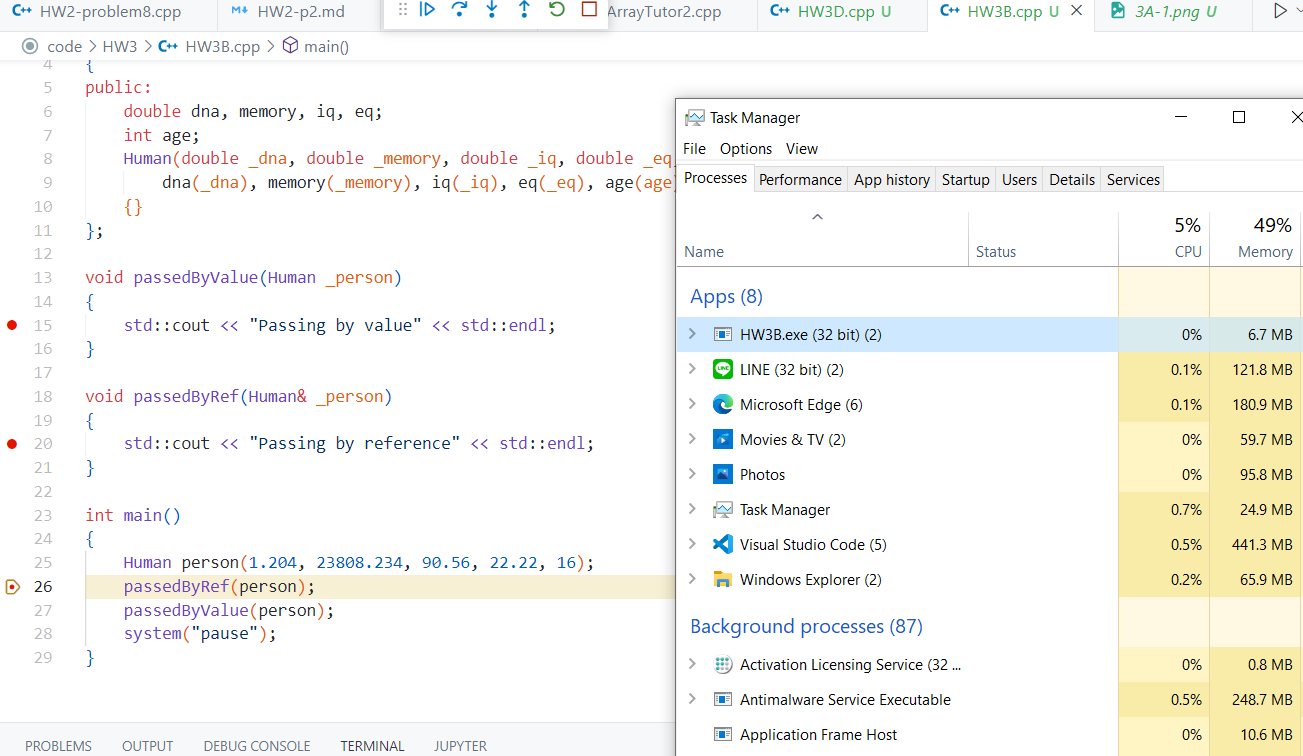 HW2-problem8.cpp HW2-p2.md ArrayTutor2.cpp HW3D.cpp U HW3B.cpp U 3A-1.png U
code > HW3 > HW3B.cpp > main()
4 {
5 public:
6 double dna, memory, iq, eq;
7 int age;
8 Human(double _dna, double _memory, double _iq, double _eq,
9 dna(_dna), memory(_memory), iq(_iq), eq(_eq), age(age)
10 {}
11 };
12
13 void passedByValue(Human _person)
14 {
15 std::cout << "Passing by value" << std::endl;
16 }
17
18 void passedByRef(Human& _person)
19 {
20 std::cout << "Passing by reference" << std::endl;
21 }
22
23 int main()
24 {
25 Human person(1.204, 23808.234, 90.56, 22.22, 16);
26 passedByRef(person);
27 passedByValue(person);
28 system("pause");
29 }
PROBLEMS OUTPUT DEBUG CONSOLE TERMINAL JUPYTER
Task Manager
File Options View
Processes Performance App history Startup Users Details Services
5% 49%
Name Status CPU Memory
Apps (8)
HW3B.exe (32 bit) (2) 0% 6.7 MB
LINE (32 bit) (2) 0.1% 121.8 MB
Microsoft Edge (6) 0.1% 180.9 MB
Movies & TV (2) 0% 59.7 MB
Photos 0% 95.8 MB
Task Manager 0.7% 24.9 MB
Visual Studio Code (5) 0.5% 441.3 MB
Windows Explorer (2) 0.2% 65.9 MB
Background processes (87)
Activation Licensing Service (32 ... 0% 0.8 MB
Antimalware Service Executable 0.5% 248.7 MB
Application Frame Host 0% 10.6 MB